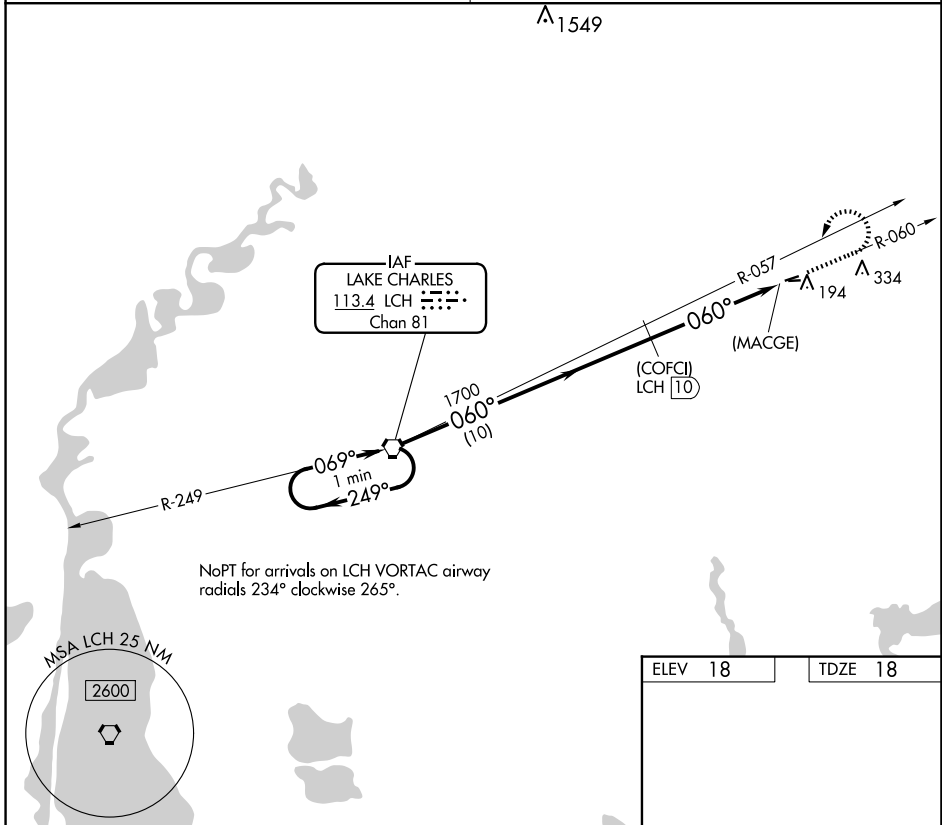 1549
IAF
LAKE CHARLES
113.4 LCH
Chan 81
R-057
R-060
334
194
060°
(MACGE)
(COFCI)
LCH 10
1700
060°
(10)
069°
1 min
249°
R-249
NoPT for arrivals on LCH VORTAC airway
radials 234° clockwise 265°.
MSA LCH 25 NM
2600
ELEV 18
TDZE 18